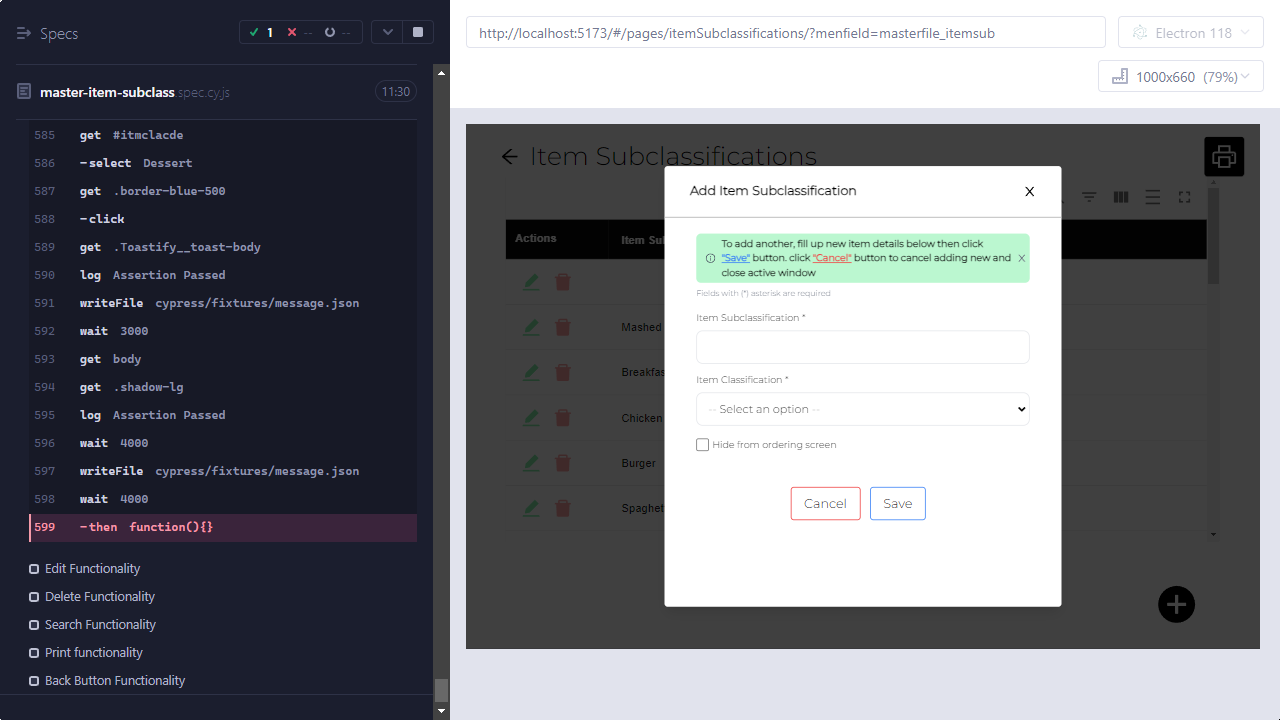 Specs
1
--
--
master-item-subclass.spec.cy.js
11:30
585 get #itmclacde
586 -select Dessert
587 get .border-blue-500
588 -click
589 get .Toastify__toast-body
590 log Assertion Passed
591 writeFile cypress/fixtures/message.json
592 wait 3000
593 get body
594 get .shadow-lg
595 log Assertion Passed
596 wait 4000
597 writeFile cypress/fixtures/message.json
598 wait 4000
599 -then function(){}
Edit Functionality
Delete Functionality
Search Functionality
Print functionality
Back Button Functionality
http://localhost:5173/#/pages/itemSubclassifications/?menfield=masterfile_itemsub
Electron 118
1000x660 (79%)
Item Subclassifications
Actions
Item Sub
Mashed
Breakfas
Chicken
Burger
Spaghet
Add Item Subclassification
X
To add another, fill up new item details below then click
"Save" button. click "Cancel" button to cancel adding new and
close active window
X
Fields with (*) asterisk are required
Item Subclassification *
Item Classification *
-- Select an option --
Hide from ordering screen
Cancel
Save